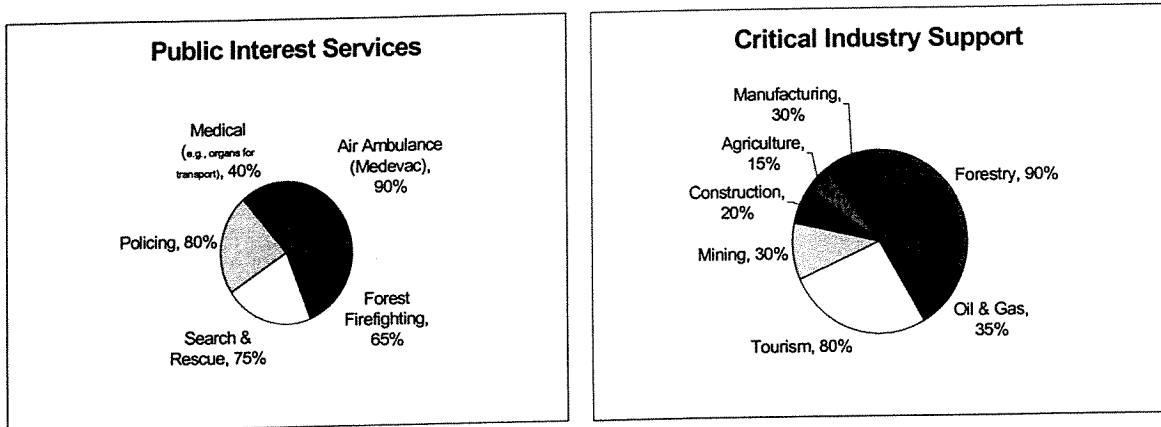 Public Interest Services
Medical
(e.g., organs for
transport), 40%
Air Ambulance
(Medevac),
90%
Policing, 80%
Forest
Firefighting,
65%
Search &
Rescue, 75%
Critical Industry Support
Manufacturing,
30%
Agriculture,
15%
Construction,
20%
Forestry, 90%
Mining, 30%
Oil & Gas,
35%
Tourism, 80%